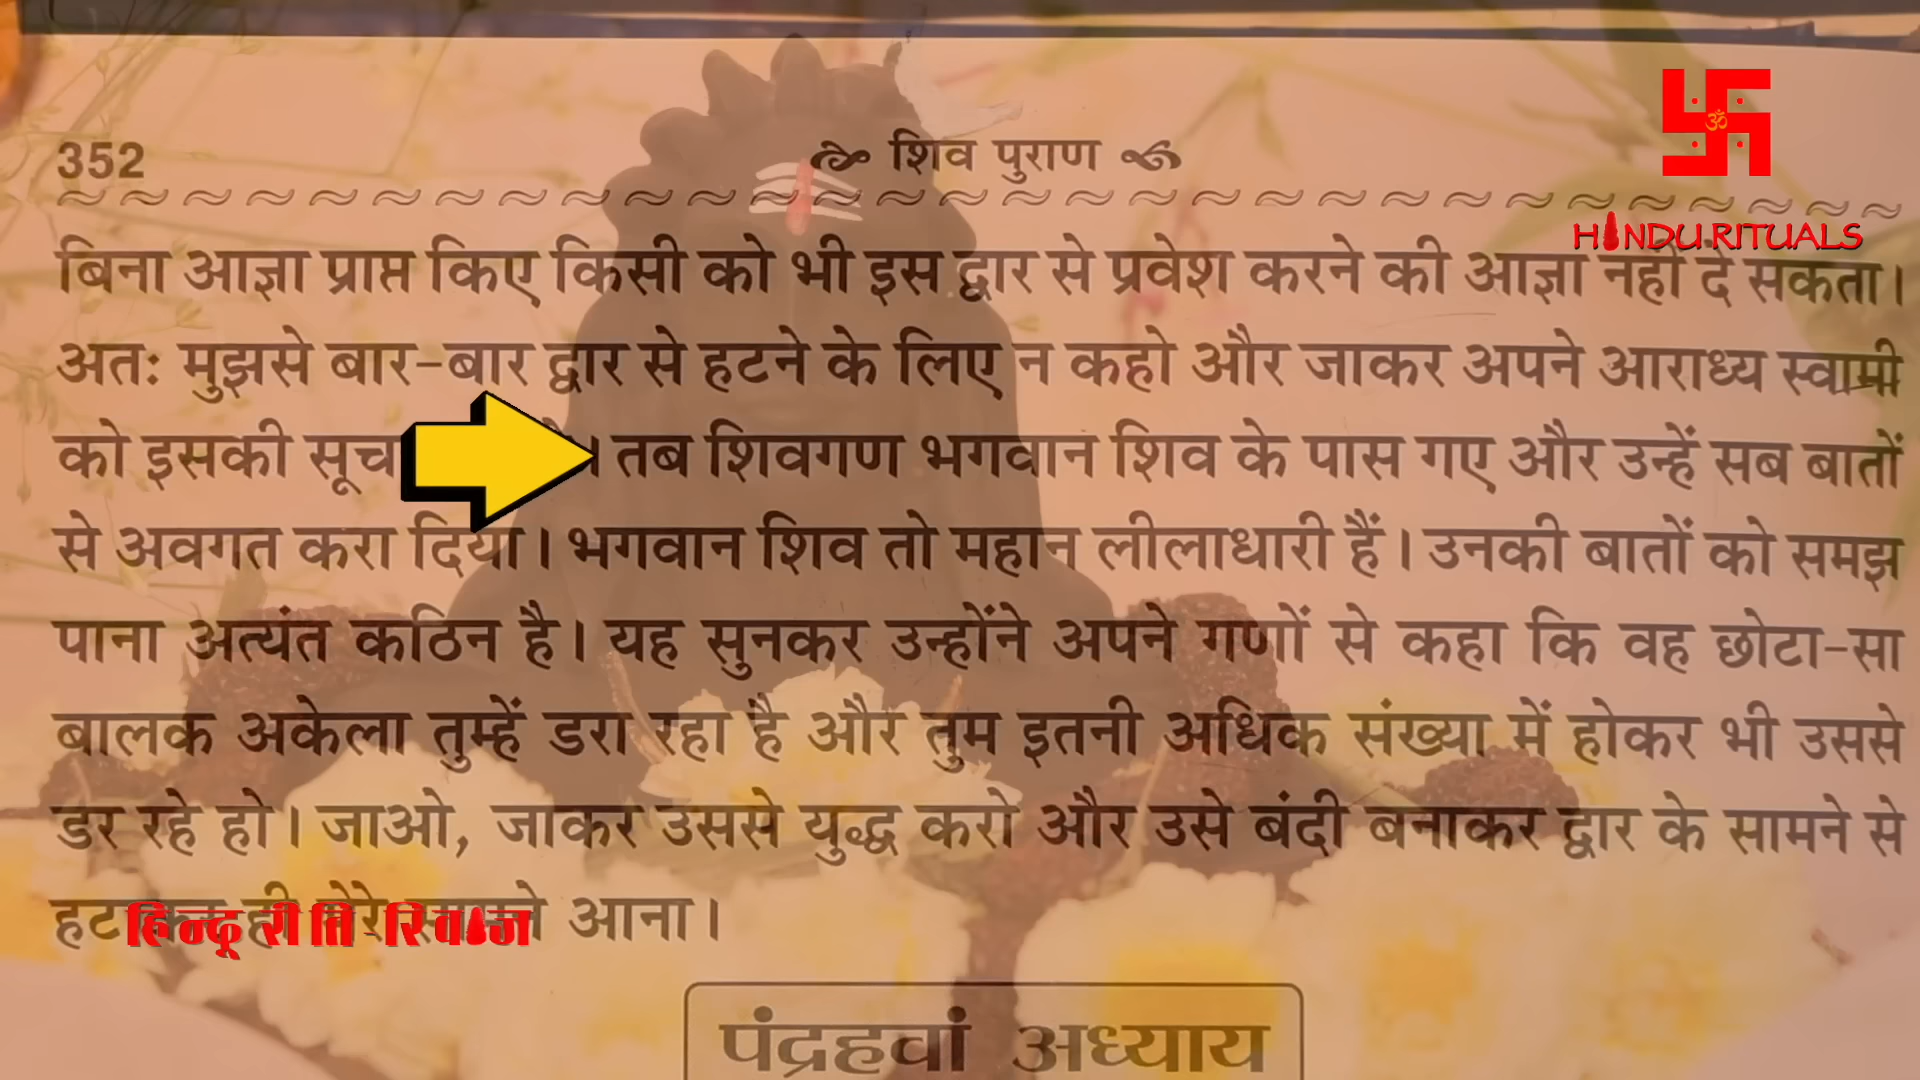 352
शिव पुराण
HINDU RITUALS
ॐ
बिना आज्ञा प्राप्त किए किसी को भी इस द्वार से प्रवेश करने की आज्ञा नहीं दे सकता।
अतः मुझसे बार-बार द्वार से हटने के लिए न कहो और जाकर अपने आराध्य स्वामी
को इसकी तब शिवगण भगवान शिव के पास गए और उन्हें सब बातों
से अवगत करा दिया। भगवान शिव तो महान लीलाधारी हैं। उनकी बातों को समझ
पाना अत्यंत कठिन है। यह सुनकर उन्होंने अपने गणों से कहा कि वह छोटा-सा
बालक अकेला तुम्हें डरा रहा है और तुम इतनी अधिक संख्या में होकर भी उससे
डर रहे हो। जाओ, जाकर उससे युद्ध करो और उसे बंदी बनाकर द्वार के सामने से
आना।
हिन्दू रीति-रिवाज
पंद्रहवां अध्याय